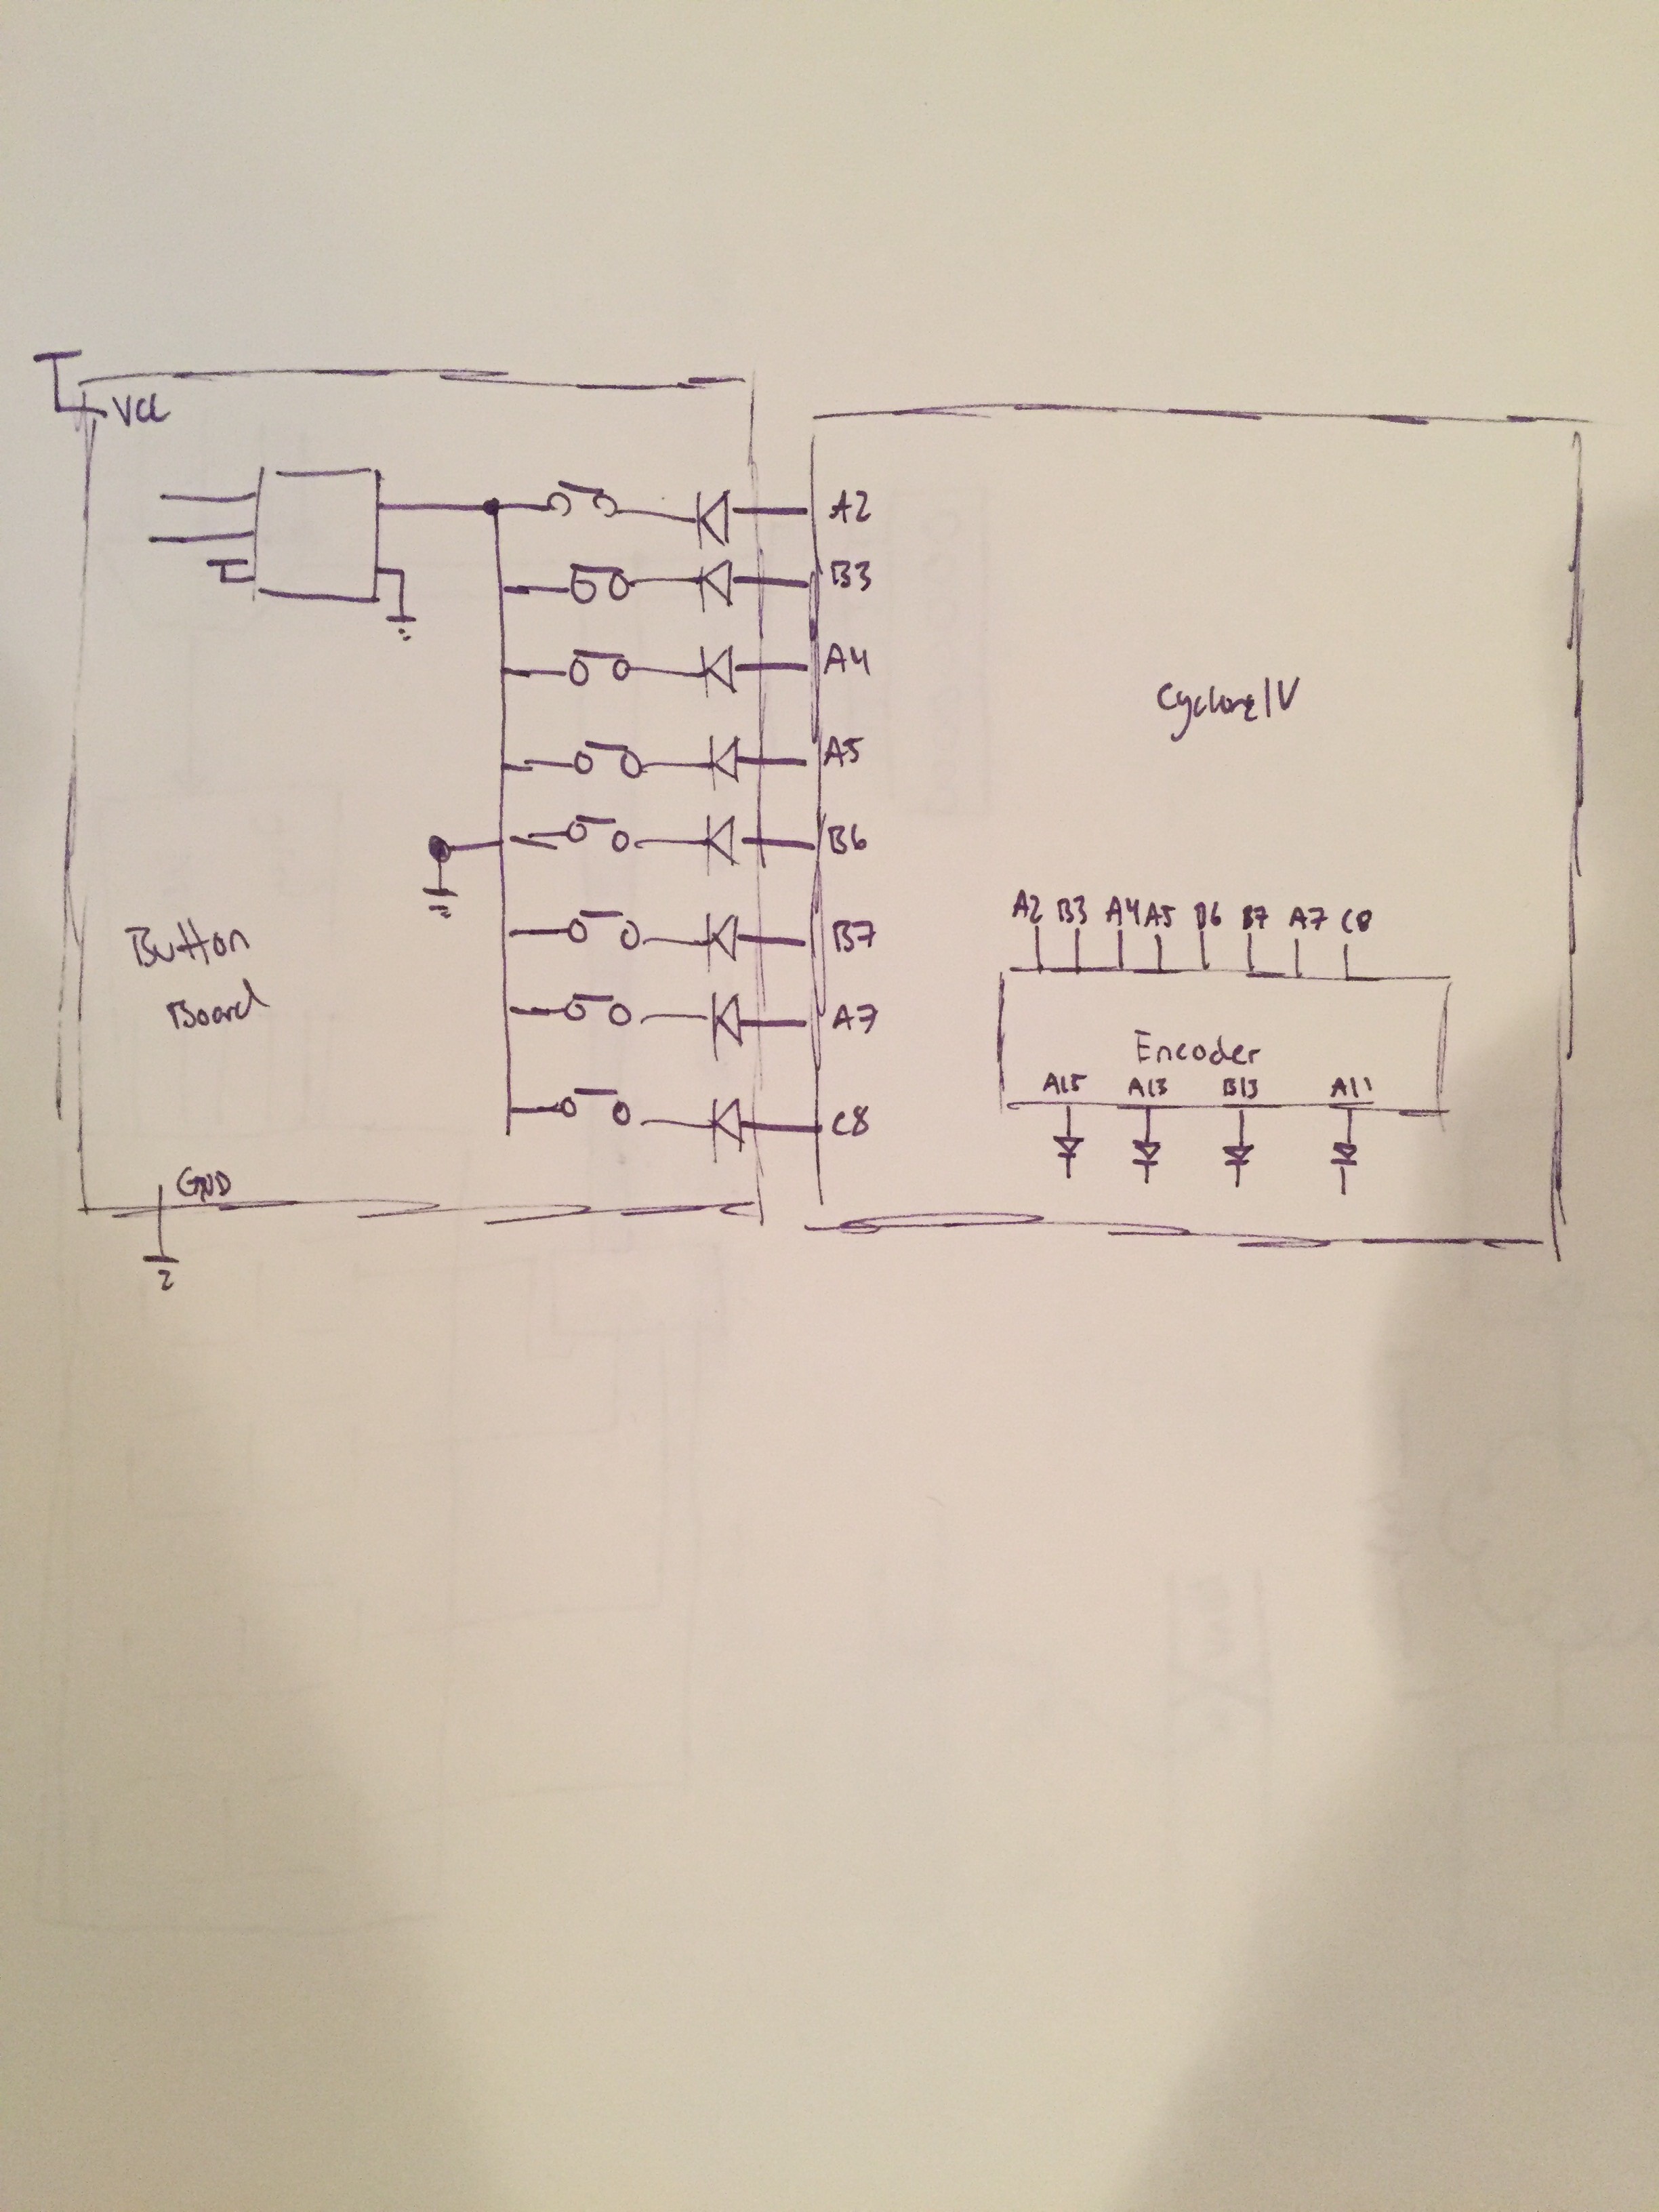 VCC
A2
B3
A4
A5
B6
B7
A7
C8
Button
Board
GND
Cyclone IV
A2 B3 A4 A5 B6 B7 A7 C8
Encoder
A15 A13 B13 A11